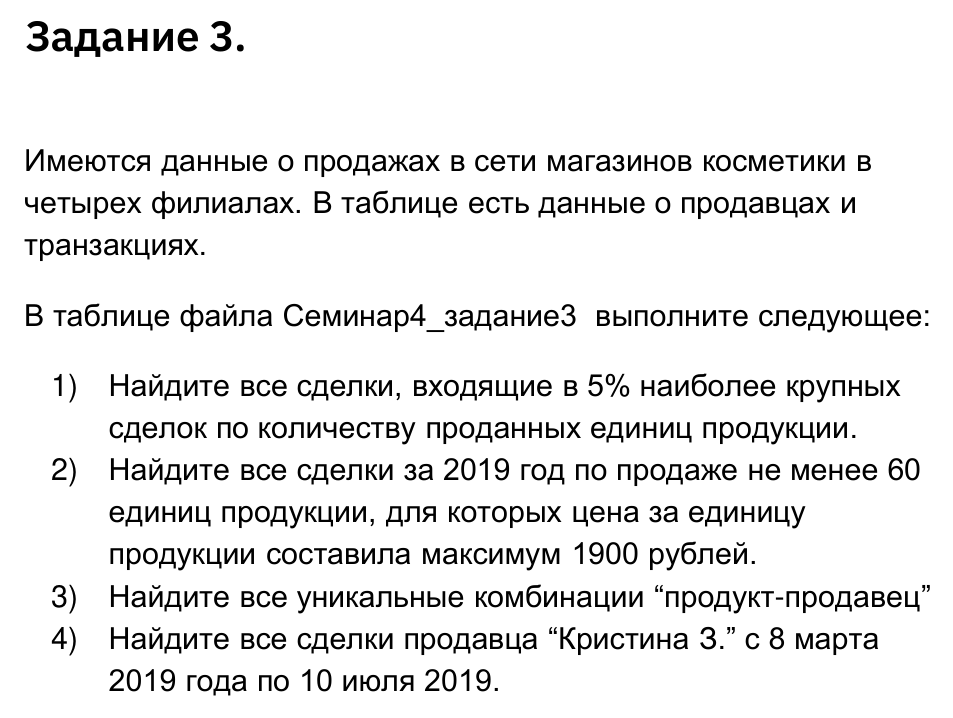 Задание 3.
Имеются данные о продажах в сети магазинов косметики в
четырех филиалах. В таблице есть данные о продавцах и
транзакциях.
В таблице файла Семинар4_задание3  выполните следующее:
1) Найдите все сделки, входящие в 5% наиболее крупных
сделок по количеству проданных единиц продукции.
2) Найдите все сделки за 2019 год по продаже не менее 60
единиц продукции, для которых цена за единицу
продукции составила максимум 1900 рублей.
3) Найдите все уникальные комбинации “продукт-продавец”
4) Найдите все сделки продавца “Кристина З.” с 8 марта
2019 года по 10 июля 2019.